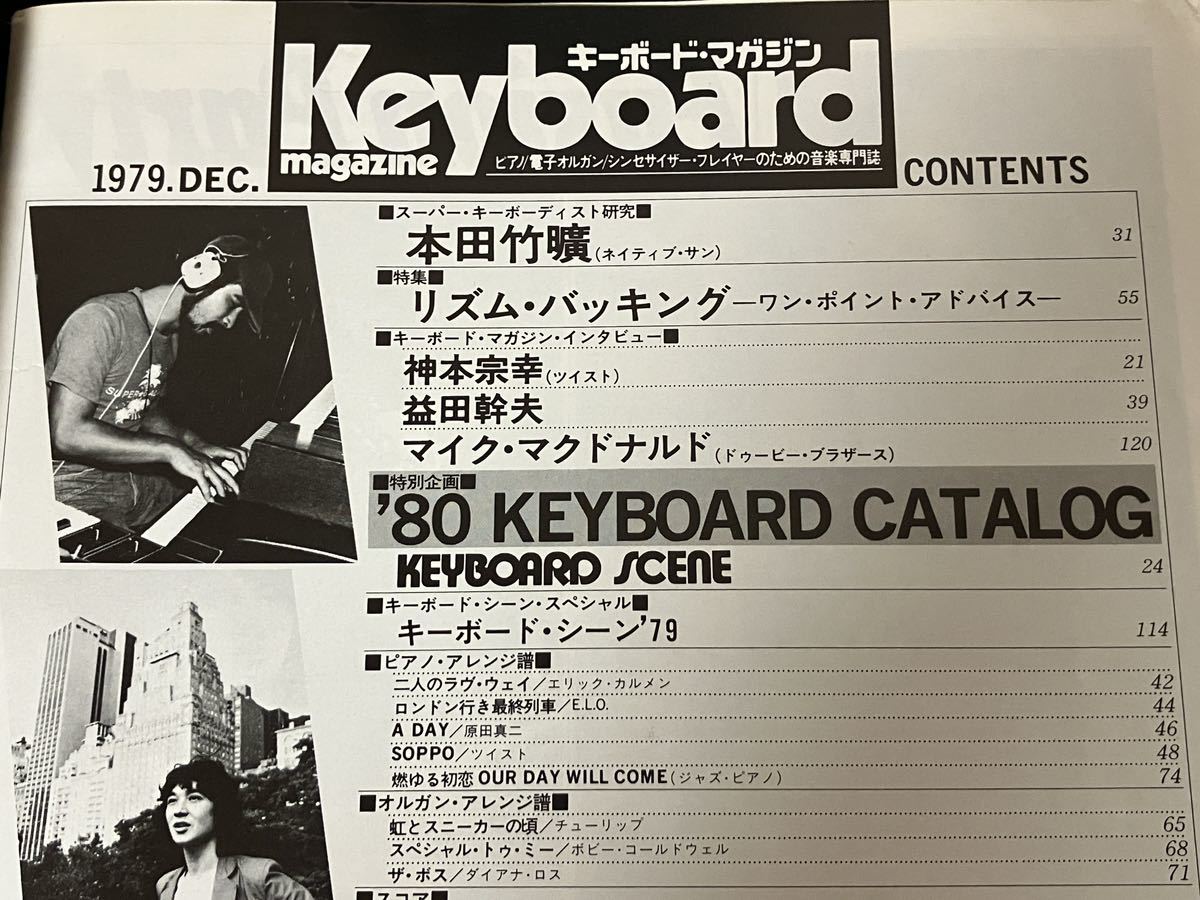 キーボード・マガジン
Keyboard
magazine
ピアノ/電子オルガン/シンセサイザー・プレイヤーのための音楽専門誌
1979.DEC.
CONTENTS
■スーパー・キーボーディスト研究■
本田竹曠(ネイティブ・サン) 31
■特集■
リズム・バッキング—ワン・ポイント・アドバイス— 55
■キーボード・マガジン・インタビュー■
神本宗幸(ツイスト) 21
益田幹夫 39
マイク・マクドナルド(ドゥービー・ブラザース) 120
■特別企画■
'80 KEYBOARD CATALOG
KEYBOARD SCENE 24
■キーボード・シーン・スペシャル■
キーボード・シーン'79 114
■ピアノ・アレンジ譜■
二人のラヴ・ウェイ/エリック・カルメン 42
ロンドン行き最終列車/E.L.O. 44
A DAY/原田真二 46
SOPPO/ツイスト 48
燃ゆる初恋 OUR DAY WILL COME(ジャズ・ピアノ) 74
■オルガン・アレンジ譜■
虹とスニーカーの頃/チューリップ 65
スペシャル・トゥ・ミー/ボビー・コールドウェル 68
ザ・ボス/ダイアナ・ロス 71
■スコア■